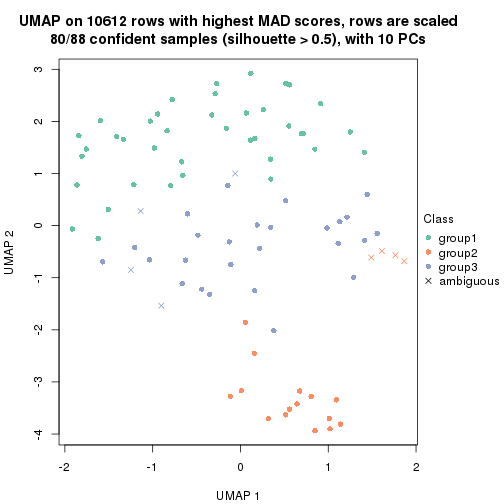 UMAP on 10612 rows with highest MAD scores, rows are scaled
80/88 confident samples (silhouette > 0.5), with 10 PCs
3
2
1
0
-1
-2
-3
-4
UMAP 2
-2
-1
0
1
2
UMAP 1
Class
group1
group2
group3
ambiguous